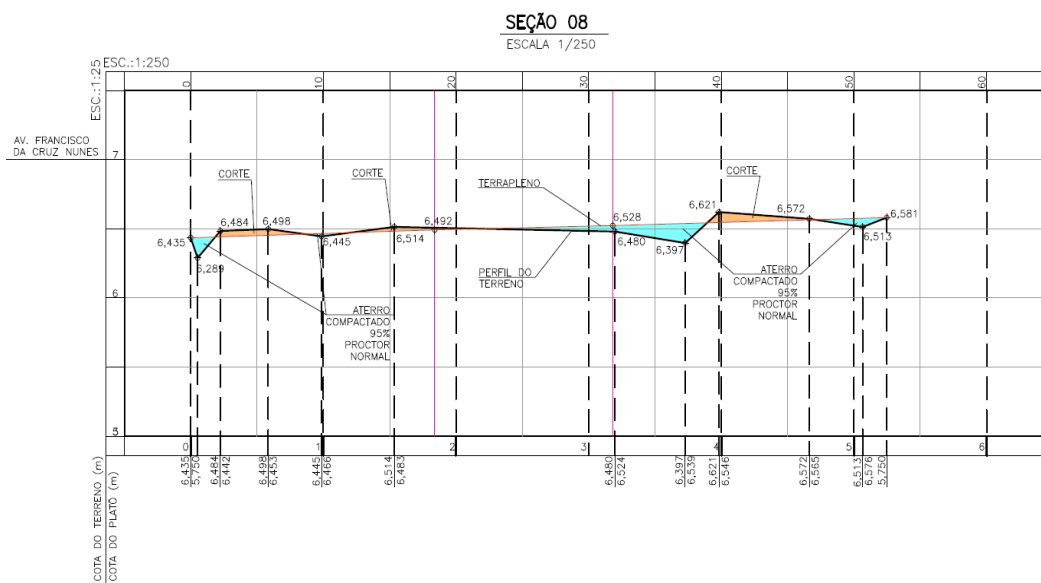 SEÇÃO 08
ESCALA 1/250
ESC.:1:250
ESC.:1:25
0
10
20
30
40
50
60
AV. FRANCISCO
DA CRUZ NUNES
7
6
5
CORTE
CORTE
TERRAPLENO
CORTE
6,435
6,289
6,484
6,498
6,445
6,514
6,492
6,528
6,480
6,397
6,621
6,572
6,513
6,581
PERFIL DO
TERRENO
ATERRO
COMPACTADO
95%
PROCTOR
NORMAL
ATERRO
COMPACTADO
95%
PROCTOR
NORMAL
0
1
2
3
4
5
6
COTA DO TERRENO (m)
COTA DO PLATÔ (m)
6,435
5,750
6,484
6,442
6,498
6,453
6,445
6,466
6,514
6,483
6,480
6,524
6,397
6,539
6,621
6,546
6,572
6,565
6,513
6,576
5,750